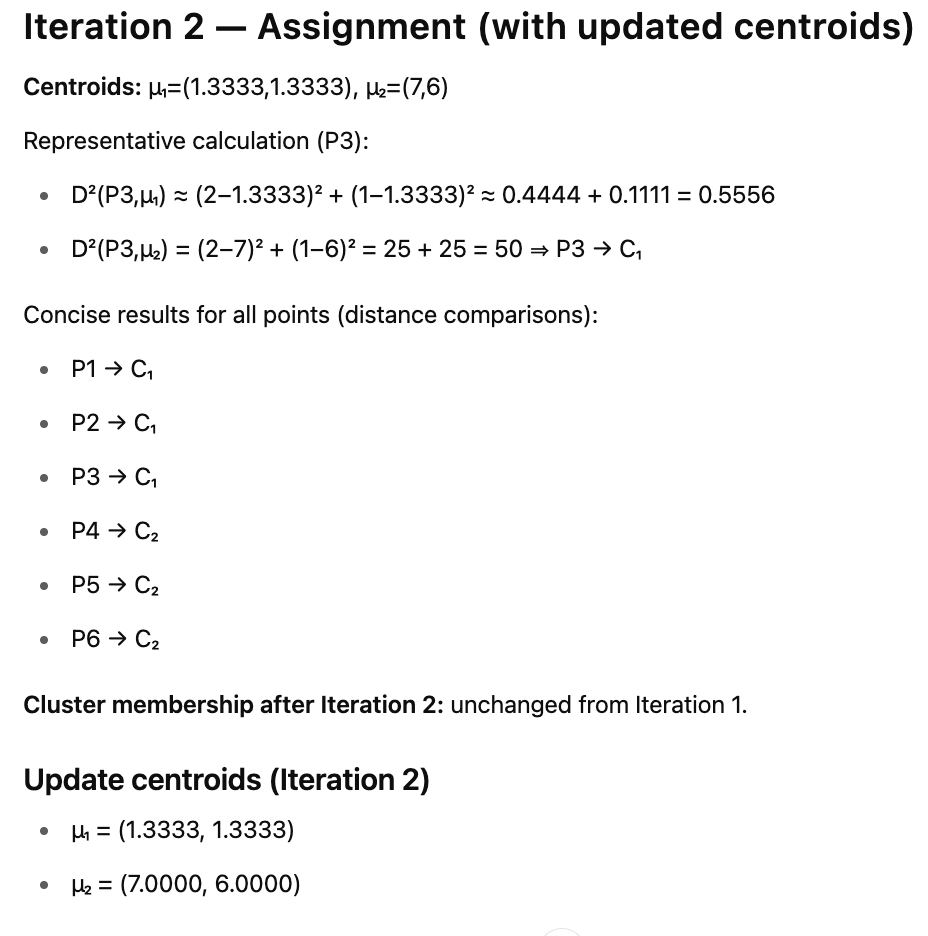 Iteration 2 — Assignment (with updated centroids)
Centroids: μ₁=(1.3333,1.3333), μ₂=(7,6)
Representative calculation (P3):
• D²(P3,μ₁) ≈ (2−1.3333)² + (1−1.3333)² ≈ 0.4444 + 0.1111 = 0.5556
• D²(P3,μ₂) = (2−7)² + (1−6)² = 25 + 25 = 50 ⇒ P3 → C₁
Concise results for all points (distance comparisons):
• P1 → C₁
• P2 → C₁
• P3 → C₁
• P4 → C₂
• P5 → C₂
• P6 → C₂
Cluster membership after Iteration 2: unchanged from Iteration 1.
Update centroids (Iteration 2)
• μ₁ = (1.3333, 1.3333)
• μ₂ = (7.0000, 6.0000)